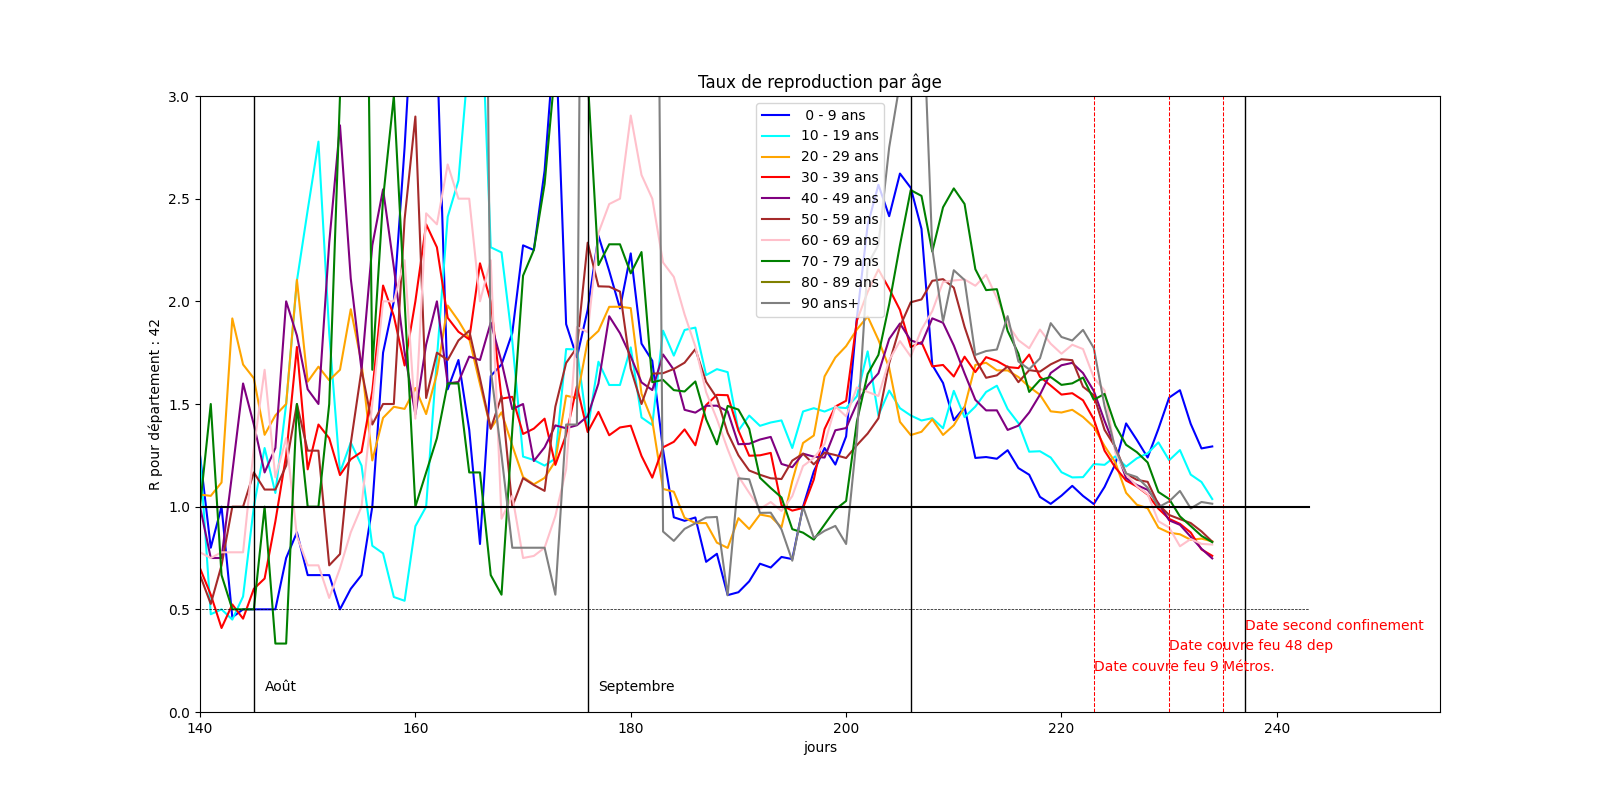 Taux de reproduction par âge
3.0
2.5
2.0
1.5
1.0
0.5
0.0
R pour département : 42
0 - 9 ans
10 - 19 ans
20 - 29 ans
30 - 39 ans
40 - 49 ans
50 - 59 ans
60 - 69 ans
70 - 79 ans
80 - 89 ans
90 ans+
Date second confinement
Date couvre feu 48 dep
Date couvre feu 9 Métros.
Août
Septembre
140
160
180
200
220
240
jours